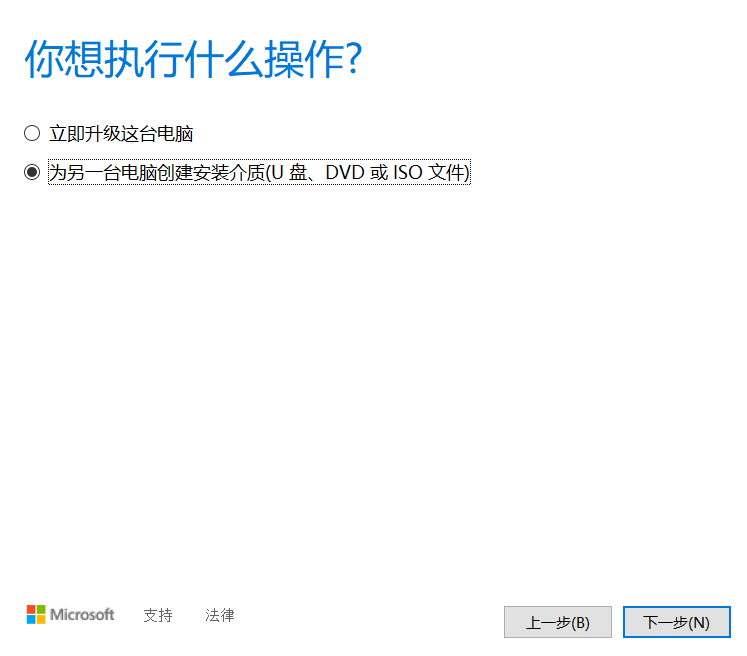 你想执行什么操作?
立即升级这台电脑
为另一台电脑创建安装介质(U 盘、DVD 或 ISO 文件)
Microsoft 支持 法律 上一步(B) 下一步(N)